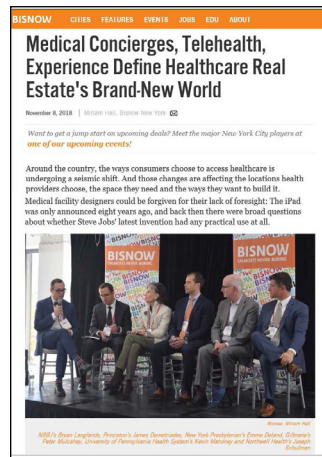 BISNOW CITIES FEATURES EVENTS JOBS EDU ABOUT
Medical Concierges, Telehealth,
Experience Define Healthcare Real
Estate's Brand-New World
November 8, 2018 | Miriam Hall, Bisnow New York
Want to get a jump start on upcoming deals? Meet the major New York City players at
one of our upcoming events!
Around the country, the ways consumers choose to access healthcare is
undergoing a seismic shift. And those changes are affecting the locations health
providers choose, the space they need and the ways they want to build it.
Medical facility designers could be forgiven for their lack of foresight: The iPad
was only announced eight years ago, and back then there were broad questions
about whether Steve Jobs' latest invention had any practical use at all.
BISNOW
BISNOW
Bisnow: Miriam Hall
NBBJ's Bryan Langlands, Princeton's James Demetriades, New York Presbyterian's Emme Deland, Gilbane's
Peter Mulcahey, University of Pennsylvania Health System's Kevin Mahoney and Northwell Health's Joseph
Schulman